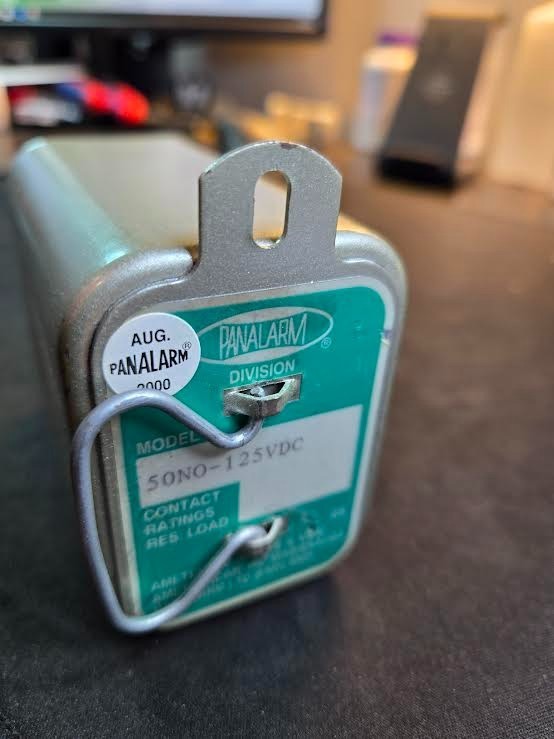 AUG.
PANALARM®
2000
PANALARM®
DIVISION
MODEL
50NO-125VDC
CONTACT
RATINGS
RES. LOAD